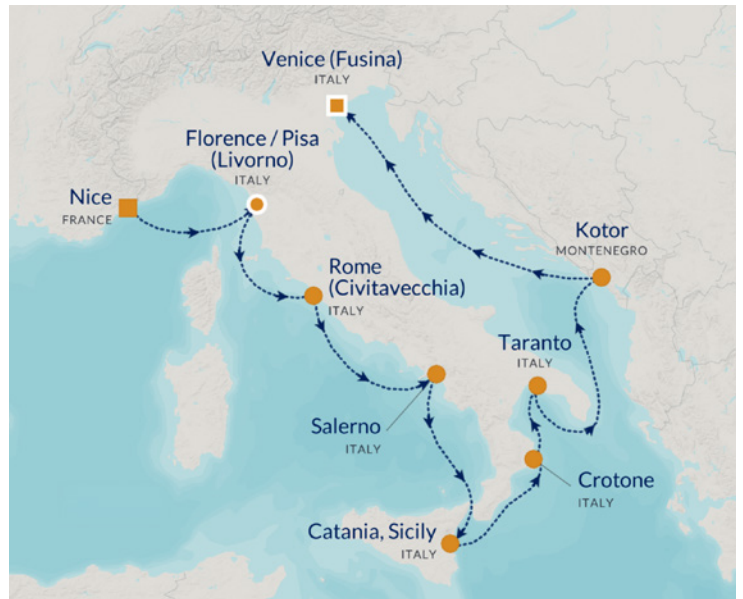 Venice (Fusina)
ITALY
Florence / Pisa
(Livorno)
ITALY
Nice
FRANCE
Kotor
MONTENEGRO
Rome
(Civitavecchia)
ITALY
Taranto
ITALY
Salerno
ITALY
Crotone
ITALY
Catania, Sicily
ITALY